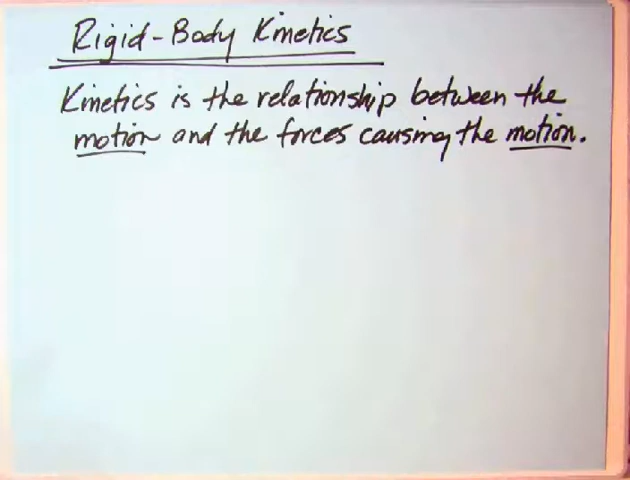 Rigid-Body Kinetics
Kinetics is the relationship between the
motion and the forces causing the motion.